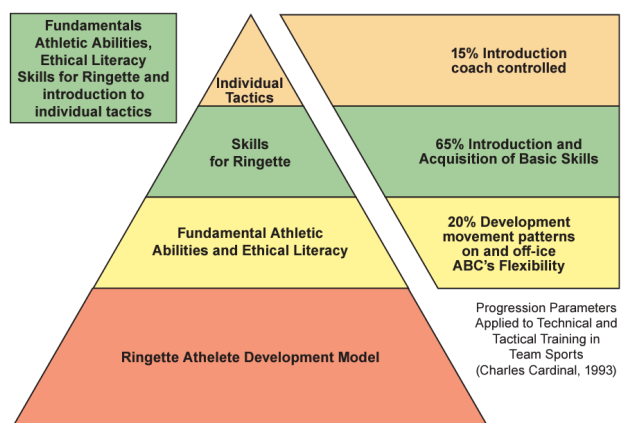 Fundamentals
Athletic Abilities,
Ethical Literacy
Skills for Ringette and
introduction to
individual tactics
Individual
Tactics
15% Introduction
coach controlled
Skills
for Ringette
65% Introduction and
Acquisition of Basic Skills
Fundamental Athletic
Abilities and Ethical Literacy
20% Development
movement patterns
on and off-ice
ABC's Flexibility
Ringette Athelete Development Model
Progression Parameters
Applied to Technical and
Tactical Training in
Team Sports
(Charles Cardinal, 1993)